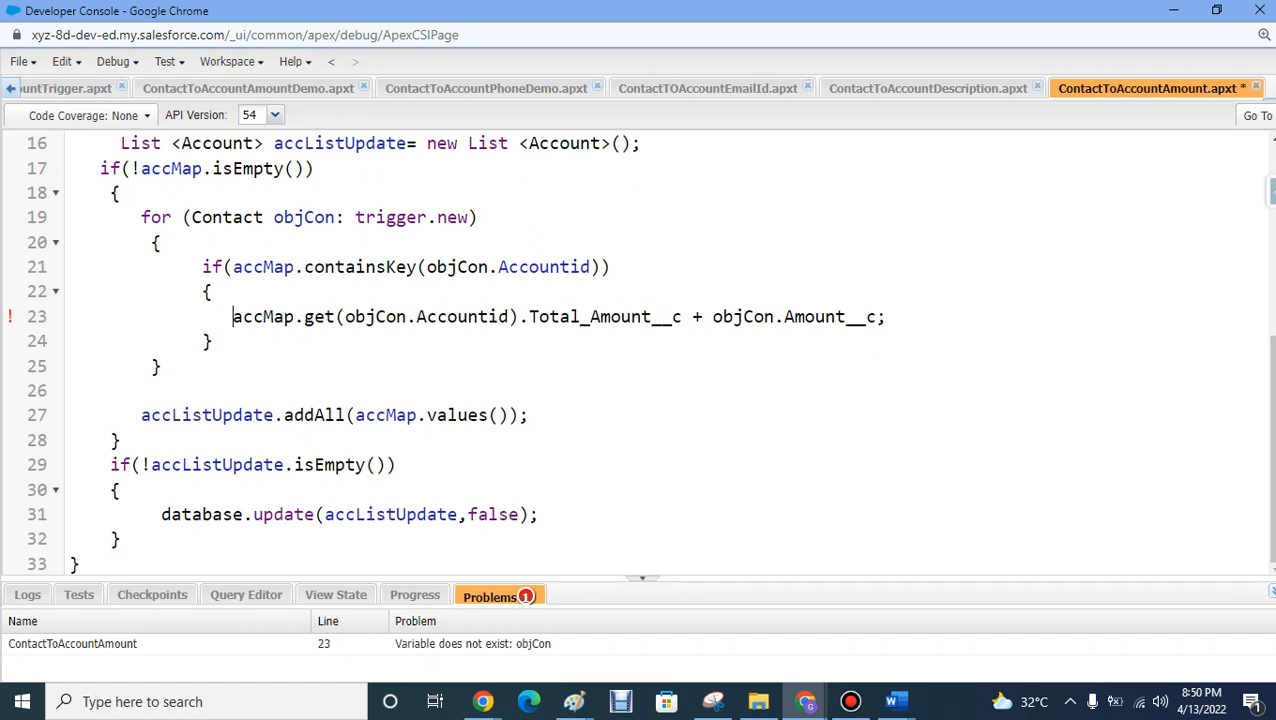 Developer Console - Google Chrome
xyz-8d-dev-ed.my.salesforce.com/_ui/common/apex/debug/ApexCSIPage
File Edit Debug Test Workspace Help < >
ountTrigger.apxt ContactToAccountAmountDemo.apxt ContactToAccountPhoneDemo.apxt ContactTOAccountEmailId.apxt ContactToAccountDescription.apxt ContactToAccountAmount.apxt *
Code Coverage: None API Version: 54 Go To
16 List <Account> accListUpdate= new List <Account>();
17 if(!accMap.isEmpty())
18 {
19 for (Contact objCon: trigger.new)
20 {
21 if(accMap.containsKey(objCon.Accountid))
22 {
23 accMap.get(objCon.Accountid).Total_Amount__c + objCon.Amount__c;
24 }
25 }
26
27 accListUpdate.addAll(accMap.values());
28 }
29 if(!accListUpdate.isEmpty())
30 {
31 database.update(accListUpdate,false);
32 }
33 }
Logs Tests Checkpoints Query Editor View State Progress Problems 1
Name Line Problem
ContactToAccountAmount 23 Variable does not exist: objCon
Type here to search 32°C 8:50 PM
4/13/2022 1